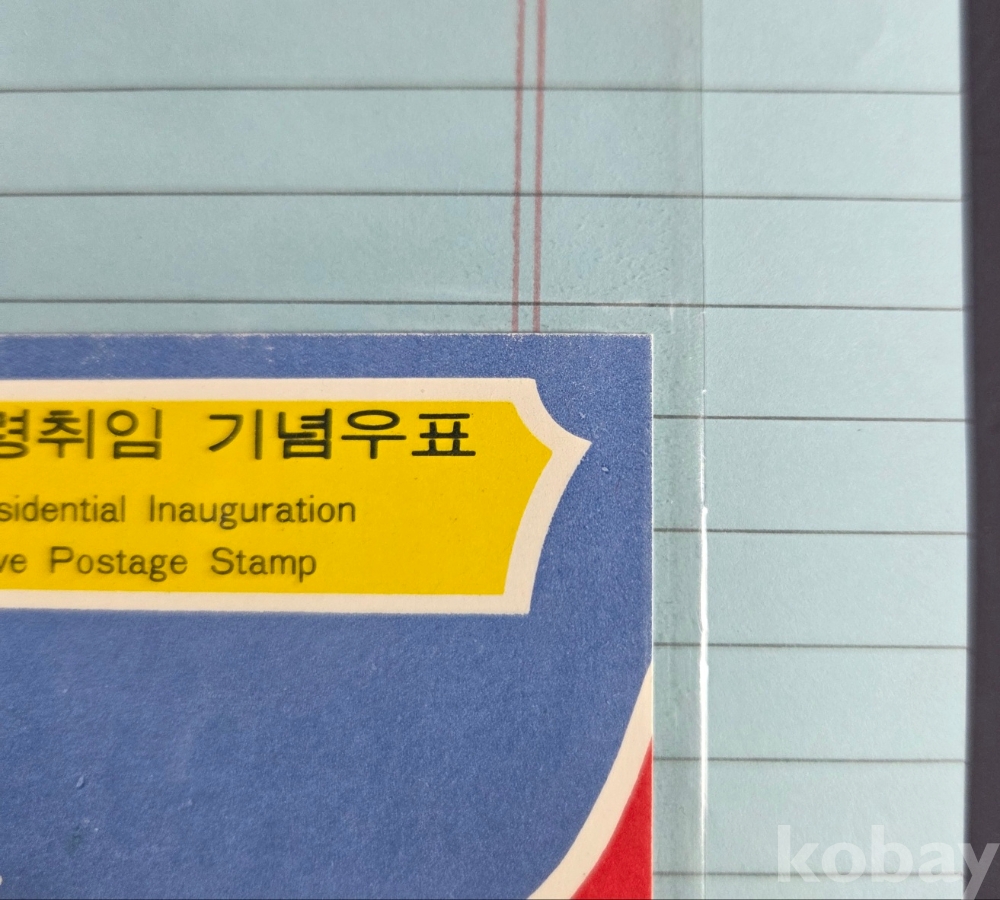 령취임 기념우표
sidential Inauguration
ve Postage Stamp
kobay